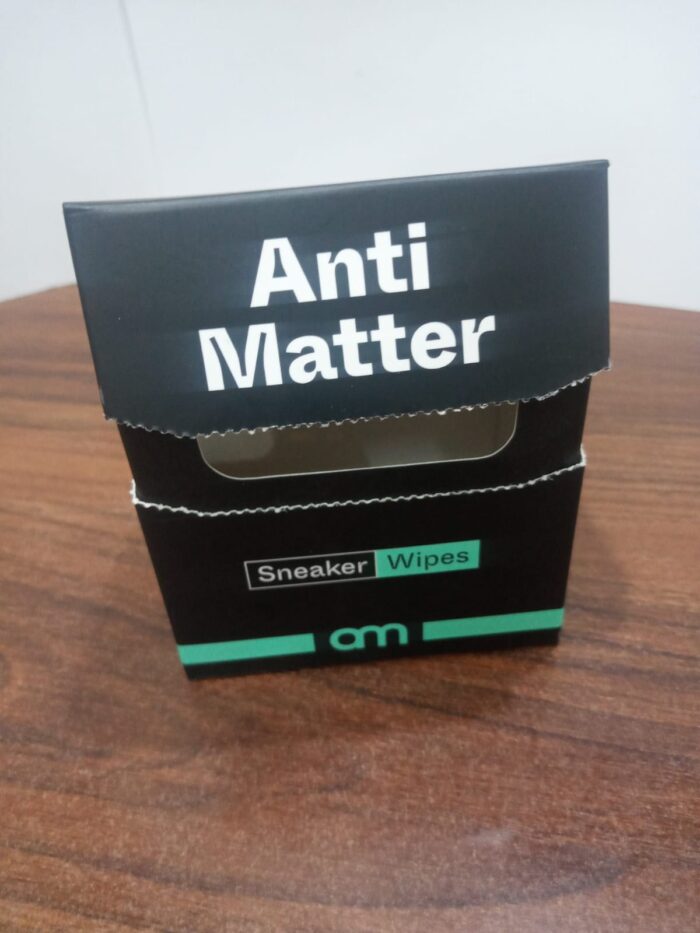 Anti
Matter
Sneaker Wipes
am